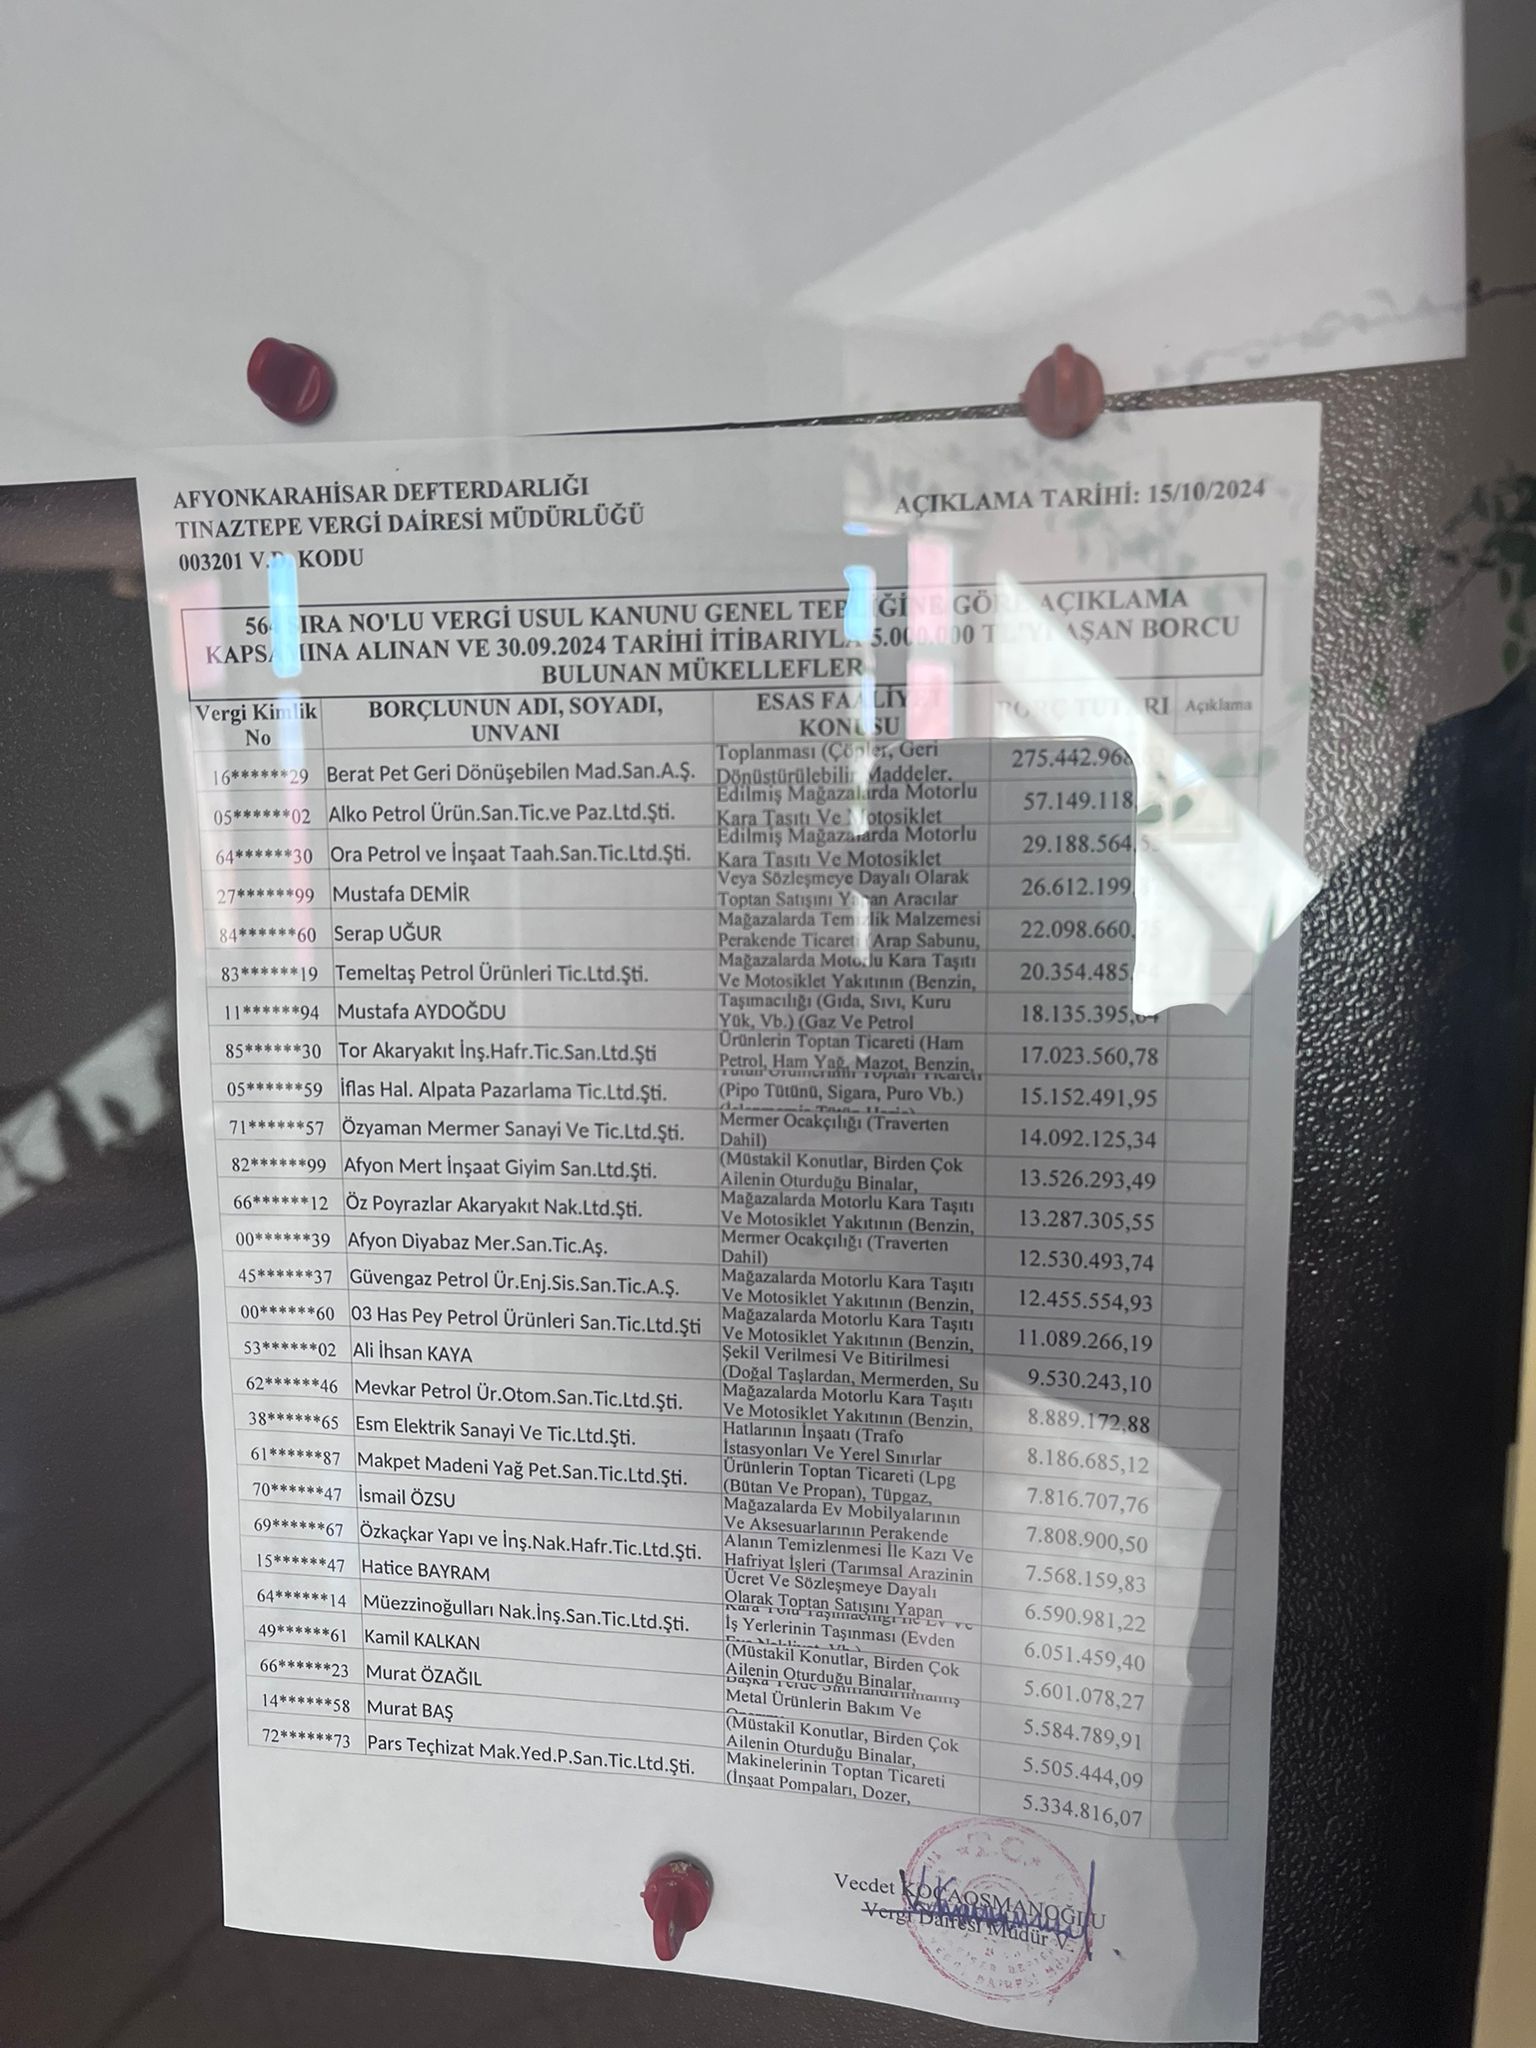 AFYONKARAHİSAR DEFTERDARLIĞI
TINAZTEPE VERGİ DAİRESİ MÜDÜRLÜĞÜ
003201 V.D. KODU
AÇIKLAMA TARİHİ: 15/10/2024
SIRA NO'LU VERGİ USUL KANUNU GENEL TEBLİĞİNE GÖRE AÇIKLAMA
KAPSAMINA ALINAN VE 30.09.2024 TARİHİ İTİBARIYLA 5.000.000 TL'Yİ AŞAN BORCU
BULUNAN MÜKELLEFLER
Vergi Kimlik No BORÇLUNUN ADI, SOYADI, UNVANI ESAS FAALİYET KONUSU BORÇ TUTARI Açıklama
16******29 Berat Pet Geri Dönüşebilen Mad.San.A.Ş. Toplanması (Çöpler, Geri Dönüştürülebilir Maddeler. 275.442.968
05******02 Alko Petrol Ürün.San.Tic.ve Paz.Ltd.Şti. Edilmiş Mağazalarda Motorlu Kara Taşıtı Ve Motosiklet 57.149.118,
64******30 Ora Petrol ve İnşaat Taah.San.Tic.Ltd.Şti. Edilmiş Mağazalarda Motorlu Kara Taşıtı Ve Motosiklet 29.188.564,
27******99 Mustafa DEMİR Veya Sözleşmeye Dayalı Olarak Toptan Satışını Yapan Aracılar 26.612.199,
84******60 Serap UĞUR Mağazalarda Temizlik Malzemesi Perakende Ticareti (Arap Sabunu, 22.098.660,
83******19 Temeltaş Petrol Ürünleri Tic.Ltd.Şti. Mağazalarda Motorlu Kara Taşıtı Ve Motosiklet Yakıtının (Benzin, 20.354.485,
11******94 Mustafa AYDOĞDU Taşımacılığı (Gıda, Sıvı, Kuru Yük, Vb.) (Gaz Ve Petrol 18.135.395,
85******30 Tor Akaryakıt İnş.Hafr.Tic.San.Ltd.Şti Ürünlerin Toptan Ticareti (Ham Petrol, Ham Yağ, Mazot, Benzin, 17.023.560,78
05******59 İflas Hal. Alpata Pazarlama Tic.Ltd.Şti. (Pipo Tütünü, Sigara, Puro Vb.) 15.152.491,95
71******57 Özyaman Mermer Sanayi Ve Tic.Ltd.Şti. Mermer Ocakçılığı (Traverten Dahil) 14.092.125,34
82******99 Afyon Mert İnşaat Giyim San.Ltd.Şti. (Müstakil Konutlar, Birden Çok Ailenin Oturduğu Binalar, 13.526.293,49
66******12 Öz Poyrazlar Akaryakıt Nak.Ltd.Şti. Mağazalarda Motorlu Kara Taşıtı Ve Motosiklet Yakıtının (Benzin, 13.287.305,55
00******39 Afyon Diyabaz Mer.San.Tic.Aş. Mermer Ocakçılığı (Traverten Dahil) 12.530.493,74
45******37 Güvengaz Petrol Ür.Enj.Sis.San.Tic.A.Ş. Mağazalarda Motorlu Kara Taşıtı Ve Motosiklet Yakıtının (Benzin, 12.455.554,93
00******60 03 Has Pey Petrol Ürünleri San.Tic.Ltd.Şti Mağazalarda Motorlu Kara Taşıtı Ve Motosiklet Yakıtının (Benzin, 11.089.266,19
53******02 Ali İhsan KAYA Şekil Verilmesi Ve Bitirilmesi (Doğal Taşlardan, Mermerden, Su 9.530.243,10
62******46 Mevkar Petrol Ür.Otom.San.Tic.Ltd.Şti. Mağazalarda Motorlu Kara Taşıtı Ve Motosiklet Yakıtının (Benzin, 8.889.172,88
38******65 Esm Elektrik Sanayi Ve Tic.Ltd.Şti. Hatlarının İnşaatı (Trafo İstasyonları Ve Yerel Sınırlar 8.186.685,12
61******87 Makpet Madeni Yağ Pet.San.Tic.Ltd.Şti. Ürünlerin Toptan Ticareti (Lpg (Bütan Ve Propan), Tüpgaz, 7.816.707,76
70******47 İsmail ÖZSU Mağazalarda Ev Mobilyalarının Ve Aksesuarlarının Perakende 7.808.900,50
69******67 Özkaçkar Yapı ve İnş.Nak.Hafr.Tic.Ltd.Şti. Alanın Temizlenmesi İle Kazı Ve Hafriyat İşleri (Tarımsal Arazinin 7.568.159,83
15******47 Hatice BAYRAM Ücret Ve Sözleşmeye Dayalı Olarak Toptan Satışını Yapan 6.590.981,22
64******14 Müezzinoğulları Nak.İnş.San.Tic.Ltd.Şti. İş Yerlerinin Taşınması (Evden 6.051.459,40
49******61 Kamil KALKAN (Müstakil Konutlar, Birden Çok Ailenin Oturduğu Binalar, 5.601.078,27
66******23 Murat ÖZAĞIL Metal Ürünlerin Bakım Ve 5.584.789,91
14******58 Murat BAŞ (Müstakil Konutlar, Birden Çok Ailenin Oturduğu Binalar, 5.505.444,09
72******73 Pars Teçhizat Mak.Yed.P.San.Tic.Ltd.Şti. Makinelerinin Toptan Ticareti (İnşaat Pompaları, Dozer, 5.334.816,07
Vecdet KOCAOSMANOĞLU
Vergi Dairesi Müdür V.
T.C.